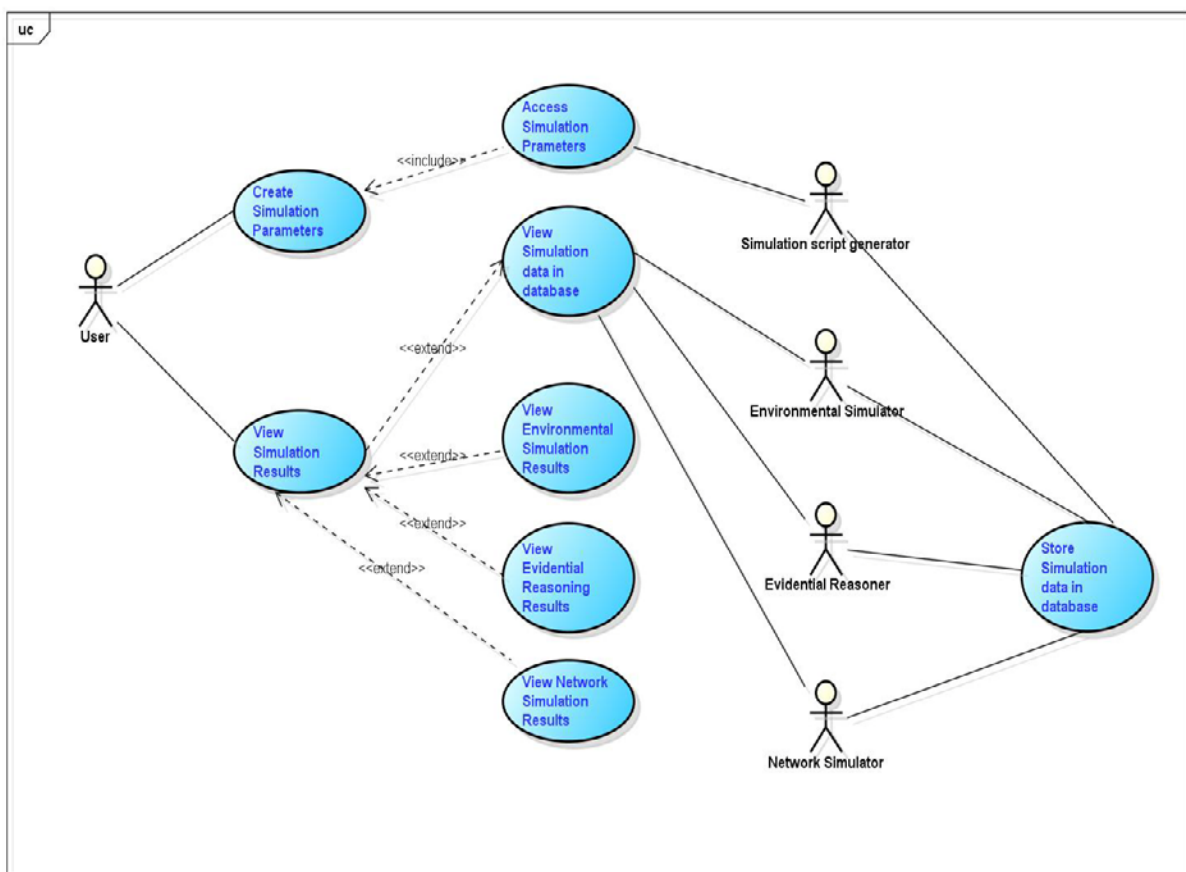 uc
Access
Simulation
Prameters
<<include>>
Create
Simulation
Parameters
Simulation script generator
View
Simulation
data in
database
User
<<extend>>
Environmental Simulator
View
Simulation
Results
View
Environmental
Simulation
Results
<<extend>>
<<extend>>
View
Evidential
Reasoning
Results
<<extend>>
Evidential Reasoner
Store
Simulation
data in
database
View Network
Simulation
Results
Network Simulator